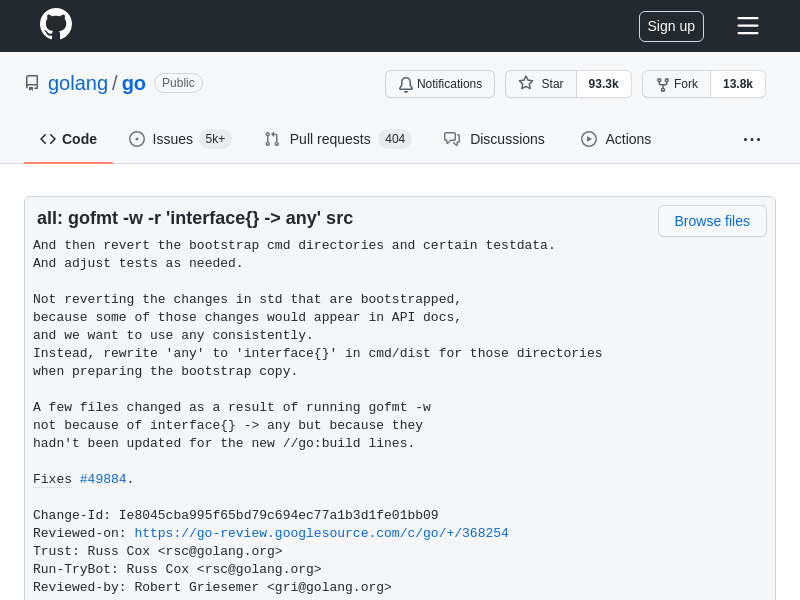 Sign up
golang / go Public
Notifications Star 93.3k Fork 13.8k
Code Issues 5k+ Pull requests 404 Discussions Actions
all: gofmt -w -r 'interface{} -> any' src
Browse files
And then revert the bootstrap cmd directories and certain testdata.
And adjust tests as needed.
Not reverting the changes in std that are bootstrapped,
because some of those changes would appear in API docs,
and we want to use any consistently.
Instead, rewrite 'any' to 'interface{}' in cmd/dist for those directories
when preparing the bootstrap copy.
A few files changed as a result of running gofmt -w
not because of interface{} -> any but because they
hadn't been updated for the new //go:build lines.
Fixes #49884.
Change-Id: Ie8045cba995f65bd79c694ec77a1b3d1fe01bb09
Reviewed-on: https://go-review.googlesource.com/c/go/+/368254
Trust: Russ Cox <rsc@golang.org>
Run-TryBot: Russ Cox <rsc@golang.org>
Reviewed-by: Robert Griesemer <gri@golang.org>